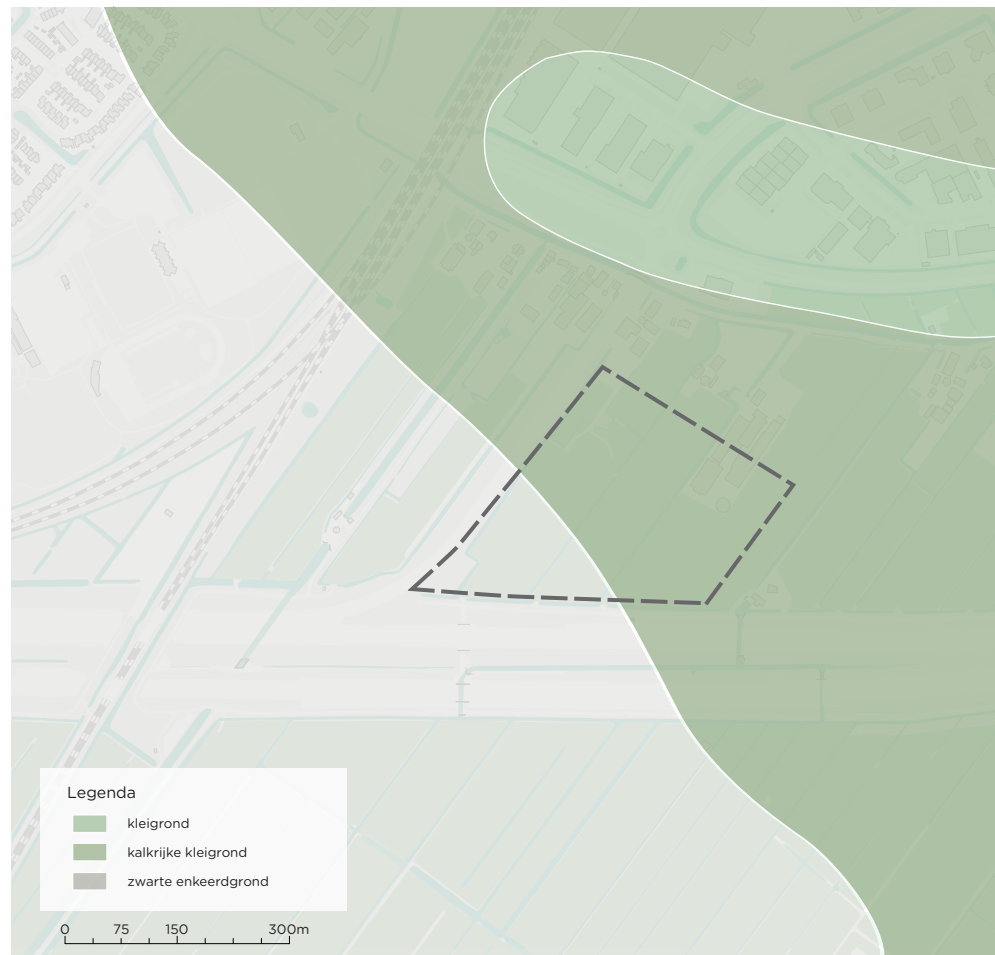 Legenda
kleigrond
kalkrijke kleigrond
zwarte enkeerdgrond
0 75 150 300m